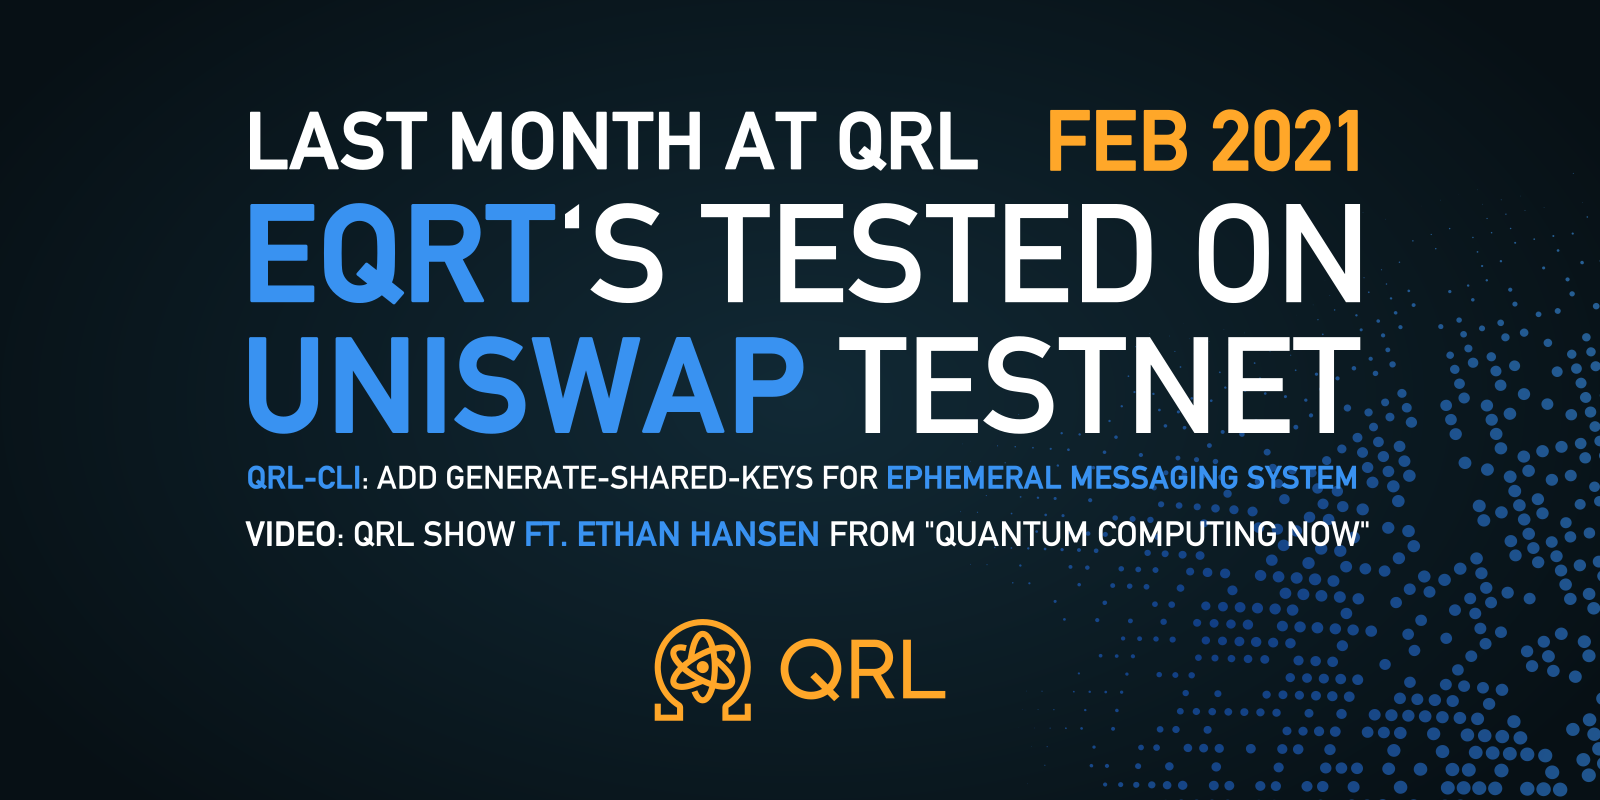 LAST MONTH AT QRL FEB 2021
EQRT‘S TESTED ON
UNISWAP TESTNET
QRL-CLI: ADD GENERATE-SHARED-KEYS FOR EPHEMERAL MESSAGING SYSTEM
VIDEO: QRL SHOW FT. ETHAN HANSEN FROM "QUANTUM COMPUTING NOW"
QRL